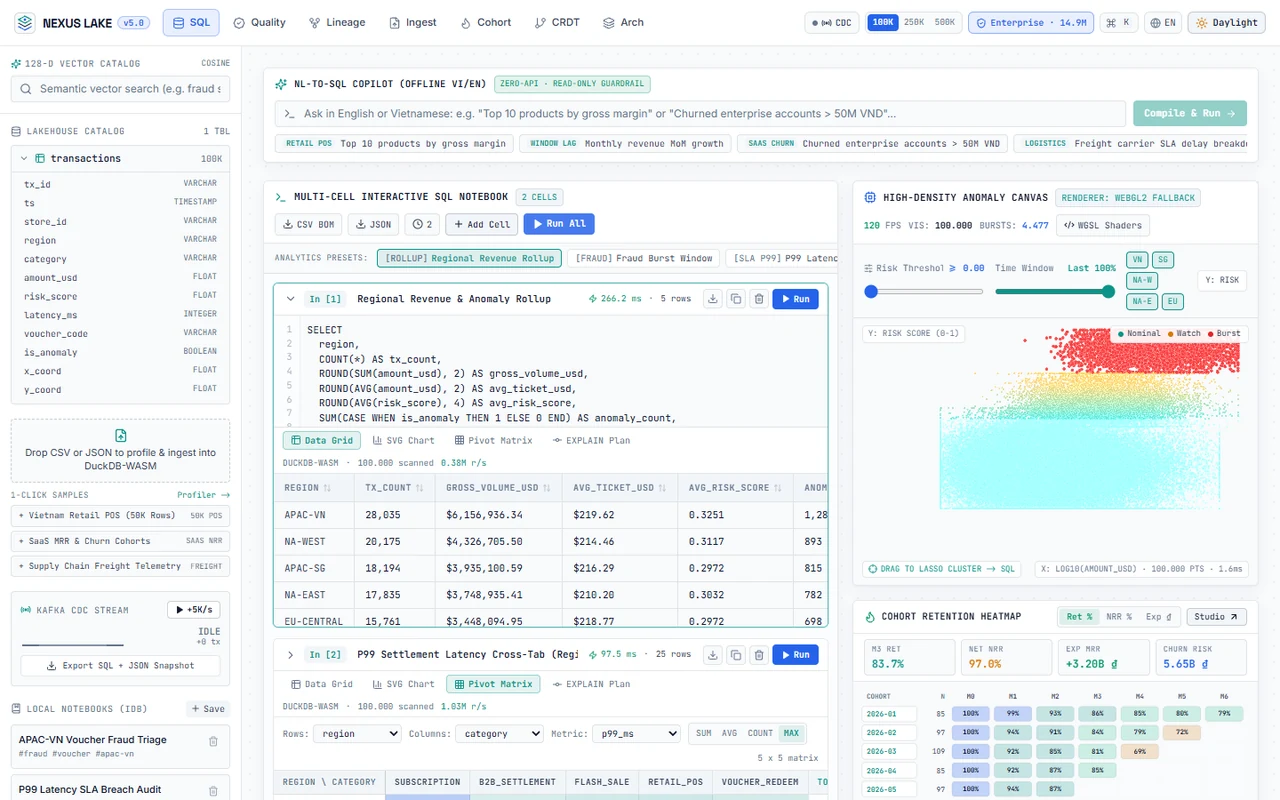 NEXUS LAKE v5.0 SQL Quality Lineage Ingest Cohort CRDT Arch CDC 100K 250K 500K Enterprise · 14.9M ⌘ K EN Daylight
128-D VECTOR CATALOG COSINE
Semantic vector search (e.g. fraud s
LAKEHOUSE CATALOG 1 TBL
transactions 100K
tx_id VARCHAR
ts TIMESTAMP
store_id VARCHAR
region VARCHAR
category VARCHAR
amount_usd FLOAT
risk_score FLOAT
latency_ms INTEGER
voucher_code VARCHAR
is_anomaly BOOLEAN
x_coord FLOAT
y_coord FLOAT
Drop CSV or JSON to profile & ingest into
DuckDB-WASM
1-CLICK SAMPLES Profiler →
+ Vietnam Retail POS (50K Rows) 50K POS
+ SaaS MRR & Churn Cohorts SAAS NRR
+ Supply Chain Freight Telemetry FREIGHT
KAFKA CDC STREAM +5K/s
IDLE
+0 tx
Export SQL + JSON Snapshot
LOCAL NOTEBOOKS (IDB) + Save
APAC-VN Voucher Fraud Triage
#fraud #voucher #apac-vn
P99 Latency SLA Breach Audit
NL-TO-SQL COPILOT (OFFLINE VI/EN) ZERO-API · READ-ONLY GUARDRAIL
Ask in English or Vietnamese: e.g. "Top 10 products by gross margin" or "Churned enterprise accounts > 50M VND"... Compile & Run →
RETAIL POS Top 10 products by gross margin WINDOW LAG Monthly revenue MoM growth SAAS CHURN Churned enterprise accounts > 50M VND LOGISTICS Freight carrier SLA delay breakdo
MULTI-CELL INTERACTIVE SQL NOTEBOOK 2 CELLS
CSV BOM JSON 2 + Add Cell Run All
ANALYTICS PRESETS: [ROLLUP] Regional Revenue Rollup [FRAUD] Fraud Burst Window [SLA P99] P99 Latenc
In [1] Regional Revenue & Anomaly Rollup 266.2 ms · 5 rows Run
1 SELECT
2 region,
3 COUNT(*) AS tx_count,
4 ROUND(SUM(amount_usd), 2) AS gross_volume_usd,
5 ROUND(AVG(amount_usd), 2) AS avg_ticket_usd,
6 ROUND(AVG(risk_score), 4) AS avg_risk_score,
7 SUM(CASE WHEN is_anomaly THEN 1 ELSE 0 END) AS anomaly_count,
Data Grid SVG Chart Pivot Matrix EXPLAIN Plan
DUCKDB-WASM · 100.000 scanned 0.38M r/s
REGION TX_COUNT GROSS_VOLUME_USD AVG_TICKET_USD AVG_RISK_SCORE ANOM
APAC-VN 28,035 $6,156,936.34 $219.62 0.3251 1,28
NA-WEST 20,175 $4,326,705.50 $214.46 0.3117 893
APAC-SG 18,194 $3,935,100.59 $216.29 0.2972 815
NA-EAST 17,835 $3,748,935.41 $210.20 0.3032 782
EU-CENTRAL 15,761 $3,448,094.95 $218.77 0.2972 698
In [2] P99 Settlement Latency Cross-Tab (Regi 97.5 ms · 25 rows Run
Data Grid SVG Chart Pivot Matrix EXPLAIN Plan
DUCKDB-WASM · 100.000 scanned 1.03M r/s
Rows: region Columns: category Metric: p99_ms SUM AVG COUNT MAX
5 x 5 matrix
REGION \ CATEGORY SUBSCRIPTION B2B_SETTLEMENT FLASH_SALE RETAIL_POS VOUCHER_REDEEM TO
HIGH-DENSITY ANOMALY CANVAS RENDERER: WEBGL2 FALLBACK
120 FPS VIS: 100.000 BURSTS: 4.477 WGSL Shaders
Risk Threshol ≥ 0.00 Time Window Last 100% VN SG
NA-W Y: RISK
NA-E EU
Y: RISK SCORE (0-1) Nominal Watch Burst
DRAG TO LASSO CLUSTER → SQL X: LOG10(AMOUNT_USD) · 100.000 PTS · 1.6ms
COHORT RETENTION HEATMAP Ret % NRR % Exp ₫ Studio ↗
M3 RET NET NRR EXP MRR CHURN RISK
83.7% 97.0% +3.20B ₫ 5.65B ₫
COHORT N M0 M1 M2 M3 M4 M5 M6
2026-01 85 100% 99% 93% 86% 85% 80% 79%
2026-02 97 100% 94% 91% 84% 79% 72%
2026-03 109 100% 92% 85% 81% 69%
2026-04 85 100% 92% 87% 85%
2026-05 97 100% 94% 87%